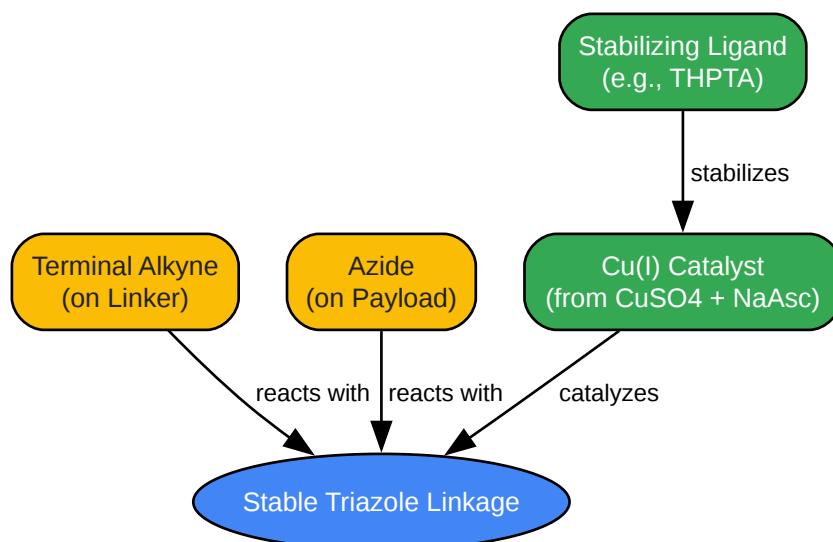 Stabilizing Ligand
(e.g., THPTA)
stabilizes
Terminal Alkyne
(on Linker)
Azide
(on Payload)
Cu(I) Catalyst
(from CuSO4 + NaAsc)
reacts with
reacts with
catalyzes
Stable Triazole Linkage